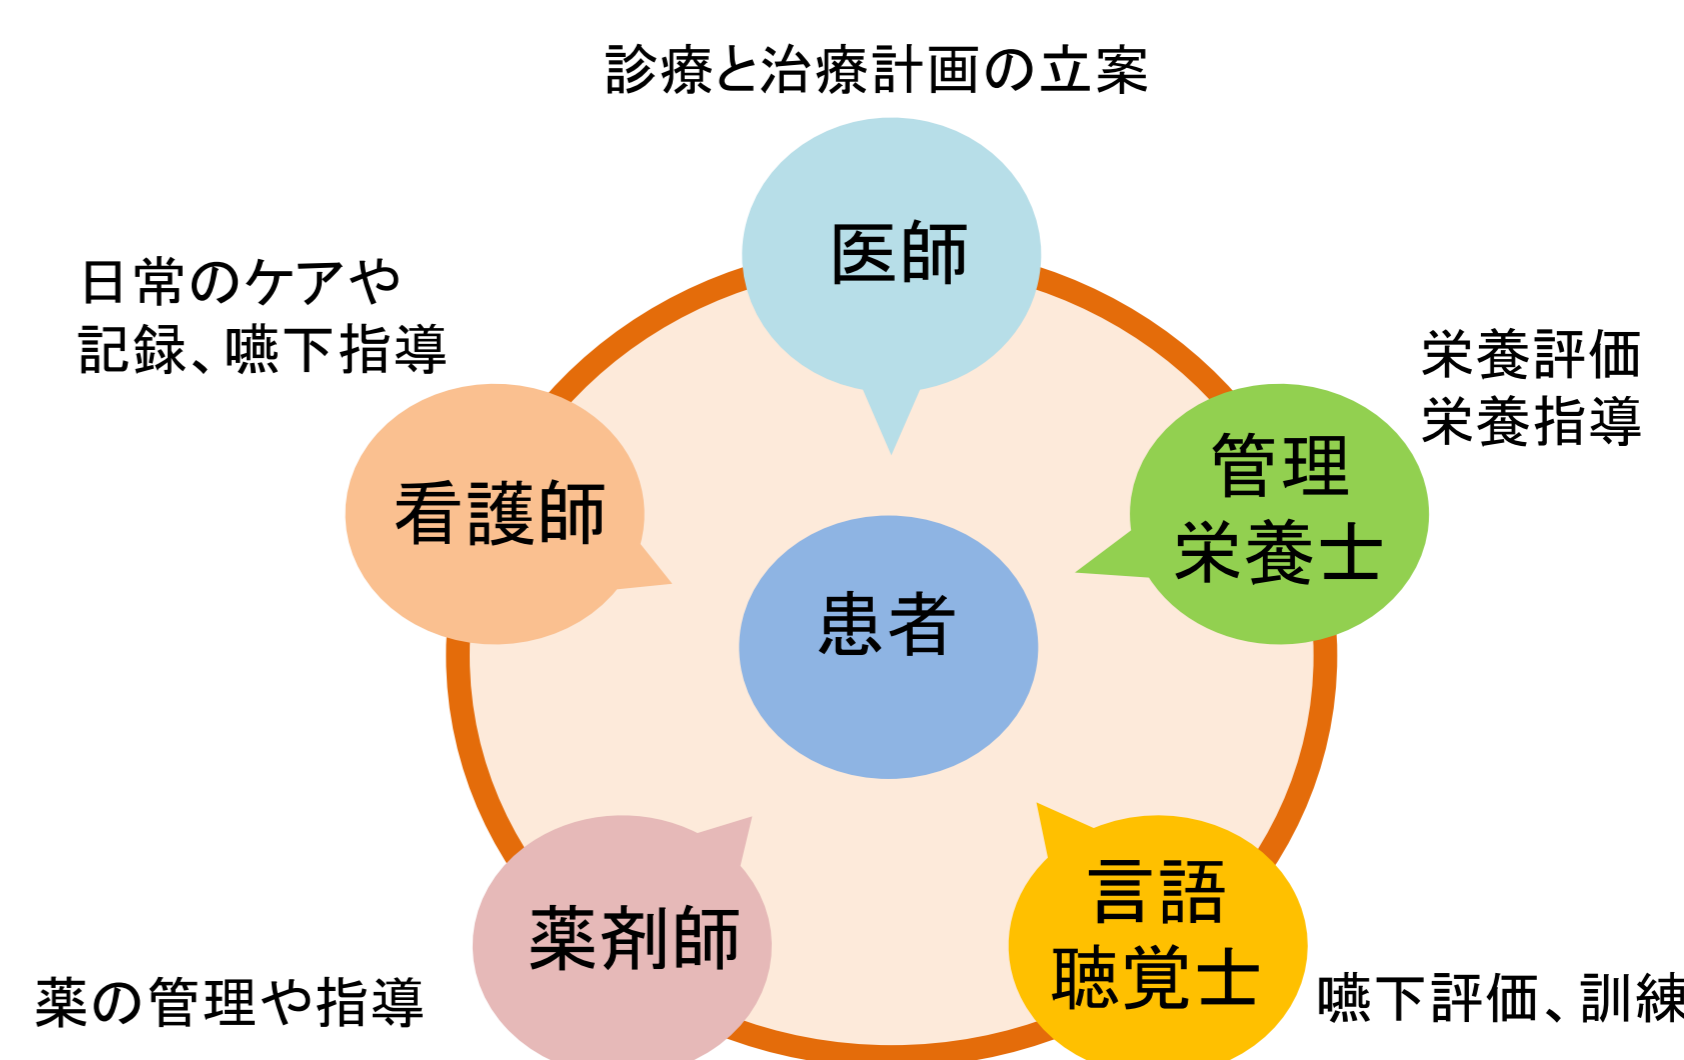 診療と治療計画の立案
医師
日常のケアや
記録、嚥下指導
栄養評価
栄養指導
看護師
管理
栄養士
患者
薬剤師
言語
聴覚士
薬の管理や指導
嚥下評価、訓練